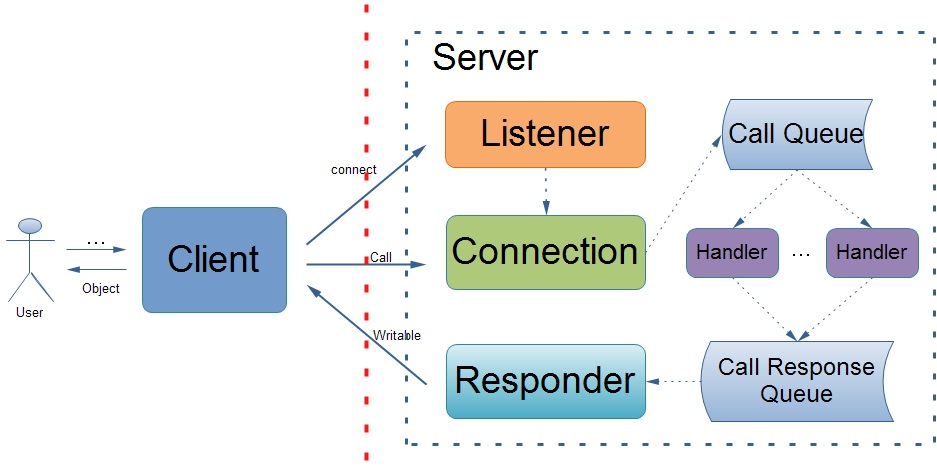 Server
Listener
Call Queue
connect
Connection
Handler
...
Handler
...
Client
Call
Object
User
Writable
Responder
Call Response
Queue